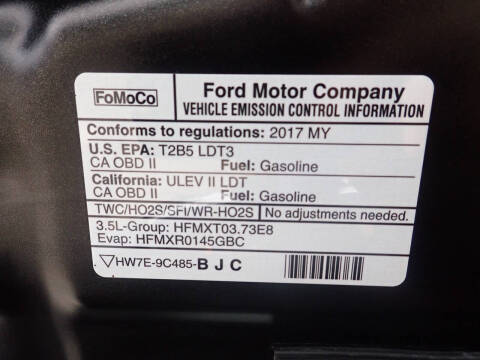 FoMoCo
Ford Motor Company
VEHICLE EMISSION CONTROL INFORMATION
Conforms to regulations: 2017 MY
U.S. EPA: T2B5 LDT3
CA OBD II Fuel: Gasoline
California: ULEV II LDT
CA OBD II Fuel: Gasoline
TWC/HO2S/SFI/WR-HO2S No adjustments needed.
3.5L-Group: HFMXT03.73E8
Evap: HFMXR0145GBC
HW7E-9C485-B J C